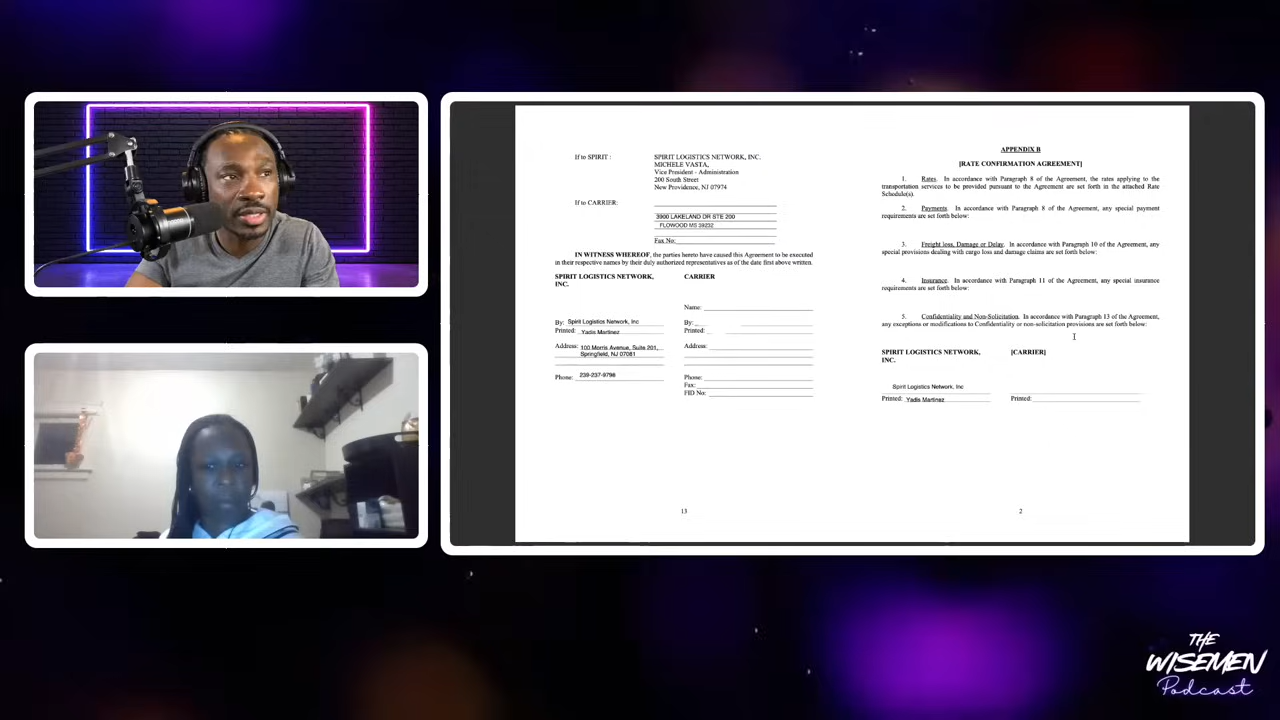 If to SPIRIT :
SPIRIT LOGISTICS NETWORK, INC.
MICHELE VASTA,
Vice President - Administration
200 South Street
New Providence, NJ 07974
If to CARRIER:
3900 LAKELAND DR STE 200
FLOWOOD MS 39232
Fax No:
IN WITNESS WHEREOF, the parties hereto have caused this Agreement to be executed
in their respective names by their duly authorized representatives as of the date first above written.
SPIRIT LOGISTICS NETWORK, INC.
CARRIER
Name:
By: Spirit Logistics Network, Inc
By:
Printed: Yadis Martinez
Printed:
Address: 100 Morris Avenue, Suite 201,
Springfield, NJ 07081
Address:
Phone: 239-237-9798
Phone:
Fax:
FID No:
13
APPENDIX B
[RATE CONFIRMATION AGREEMENT]
1. Rates. In accordance with Paragraph 8 of the Agreement, the rates applying to the
transportation services to be provided pursuant to the Agreement are set forth in the attached Rate
Schedule(s).
2. Payments. In accordance with Paragraph 8 of the Agreement, any special payment
requirements are set forth below:
3. Freight loss, Damage or Delay. In accordance with Paragraph 10 of the Agreement, any
special provisions dealing with cargo loss and damage claims are set forth below:
4. Insurance. In accordance with Paragraph 11 of the Agreement, any special insurance
requirements are set forth below:
5. Confidentiality and Non-Solicitation. In accordance with Paragraph 13 of the Agreement,
any exceptions or modifications to Confidentiality or non-solicitation provisions are set forth below:
SPIRIT LOGISTICS NETWORK, INC.
[CARRIER]
Spirit Logistics Network, Inc
Printed: Yadis Martinez
Printed:
2
THE
WISEMEN
Podcast